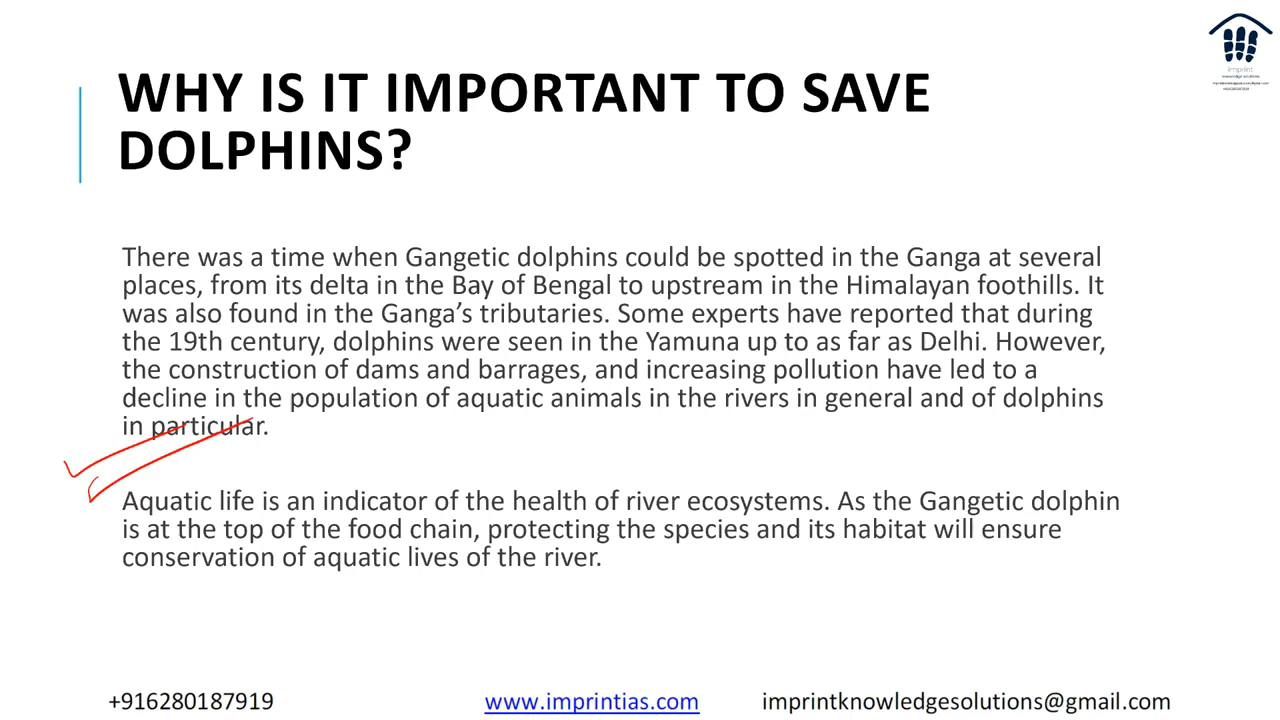 imprint
knowledge solutions
WHY IS IT IMPORTANT TO SAVE
DOLPHINS?
There was a time when Gangetic dolphins could be spotted in the Ganga at several
places, from its delta in the Bay of Bengal to upstream in the Himalayan foothills. It
was also found in the Ganga’s tributaries. Some experts have reported that during
the 19th century, dolphins were seen in the Yamuna up to as far as Delhi. However,
the construction of dams and barrages, and increasing pollution have led to a
decline in the population of aquatic animals in the rivers in general and of dolphins
in particular.
Aquatic life is an indicator of the health of river ecosystems. As the Gangetic dolphin
is at the top of the food chain, protecting the species and its habitat will ensure
conservation of aquatic lives of the river.
+916280187919 www.imprintias.com imprintknowledgesolutions@gmail.com